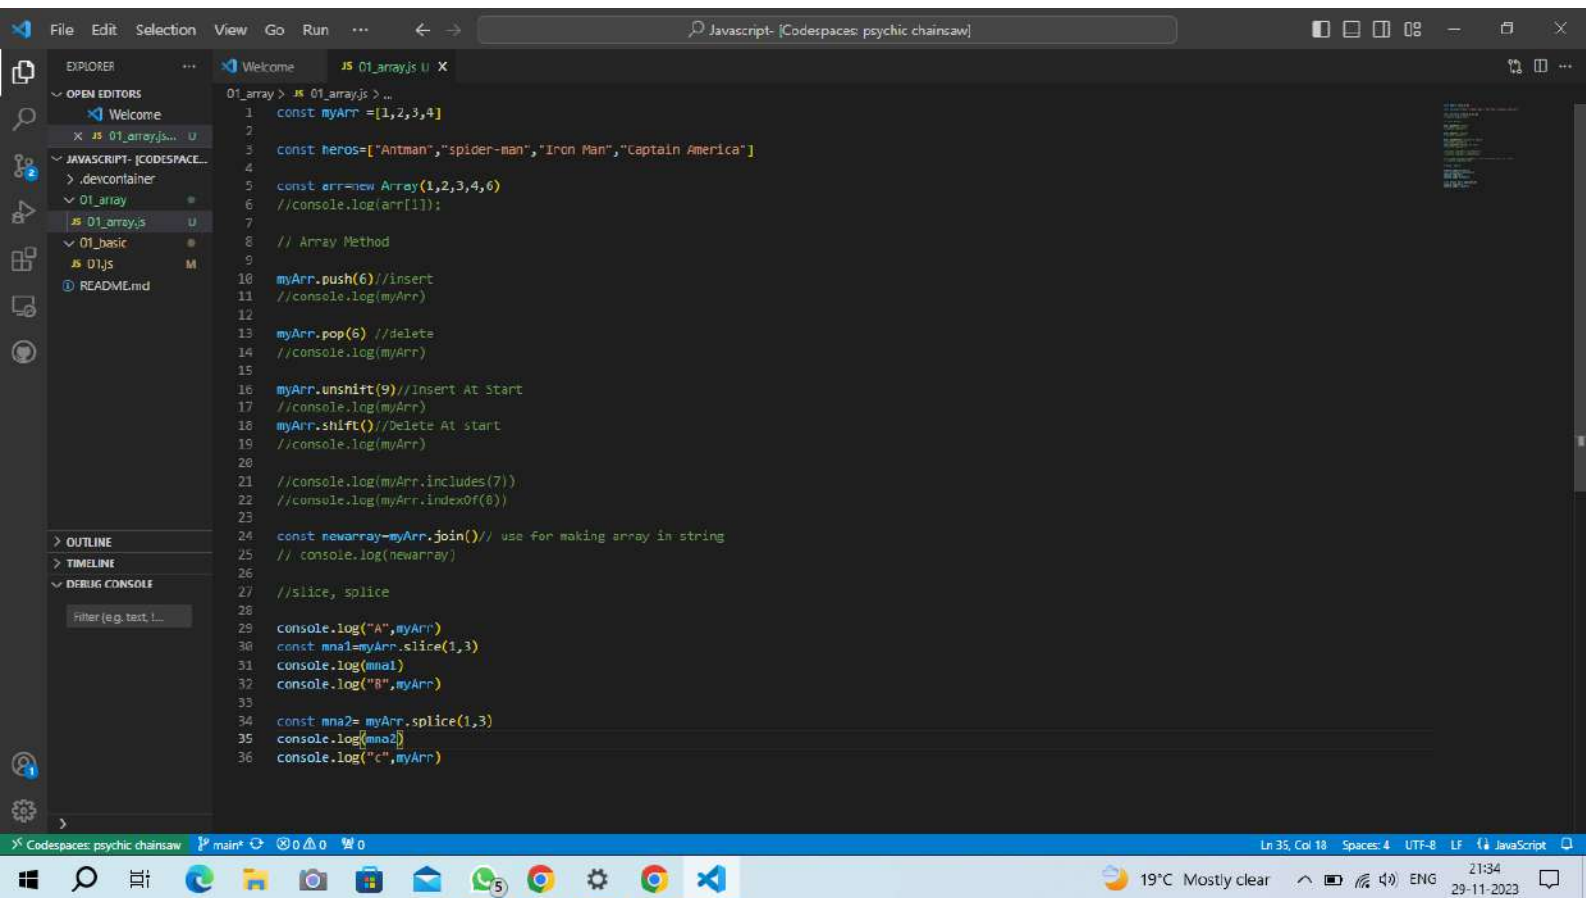 File Edit Selection View Go Run ... Javascript- [Codespaces: psychic chainsaw]
EXPLORER ... Welcome JS 01_array.js U X
OPEN EDITORS
Welcome
X JS 01_array.js... U
JAVASCRIPT- [CODESPACE...
> .devcontainer
01_array
JS 01_array.js U
01_basic
JS 01.js M
README.md
> OUTLINE
> TIMELINE
DEBUG CONSOLE
Filter (e.g. text, !...
01_array > JS 01_array.js > ...
1 const myArr =[1,2,3,4]
2
3 const heros=["Antman","spider-man","Iron Man","Captain America"]
4
5 const arr=new Array(1,2,3,4,6)
6 //console.log(arr[1]);
7
8 // Array Method
9
10 myArr.push(6)//insert
11 //console.log(myArr)
12
13 myArr.pop(6) //delete
14 //console.log(myArr)
15
16 myArr.unshift(9)//Insert At Start
17 //console.log(myArr)
18 myArr.shift()//Delete At start
19 //console.log(myArr)
20
21 //console.log(myArr.includes(7))
22 //console.log(myArr.indexOf(8))
23
24 const newarray=myArr.join()// use for making array in string
25 // console.log(newarray)
26
27 //slice, splice
28
29 console.log("A",myArr)
30 const mna1=myArr.slice(1,3)
31 console.log(mna1)
32 console.log("B",myArr)
33
34 const mna2= myArr.splice(1,3)
35 console.log(mna2)
36 console.log("c",myArr)
Codespaces: psychic chainsaw main* 0 0 0 Ln 35, Col 18 Spaces: 4 UTF-8 LF JavaScript
5 19°C Mostly clear ENG 21:34
29-11-2023